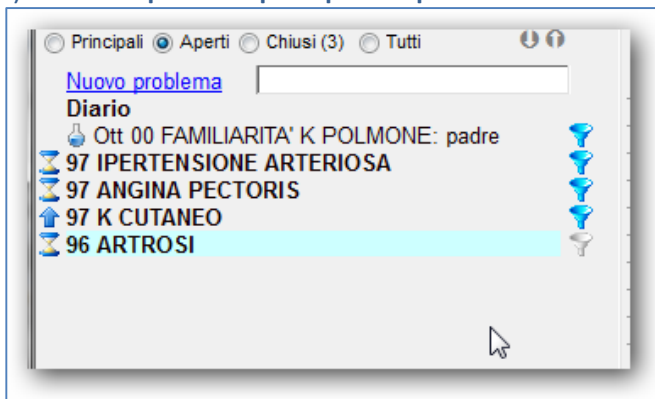 Principali Aperti Chiusi (3) Tutti
Nuovo problema
Diario
Ott 00 FAMILIARITA' K POLMONE: padre
97 IPERTENSIONE ARTERIOSA
97 ANGINA PECTORIS
97 K CUTANEO
96 ARTROSI